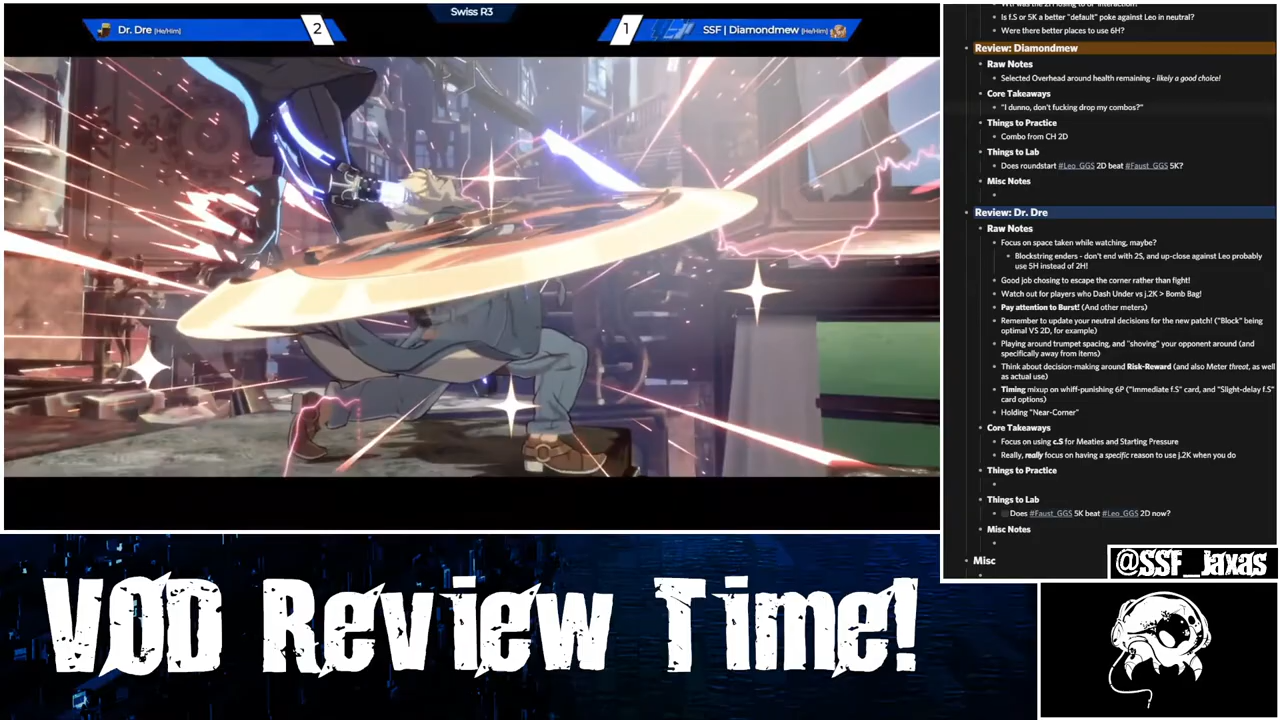 Swiss R3
Dr. Dre [He/Him]
2
1
SSF | Diamondmew [He/Him]
Is f.S or 5K a better "default" poke against Leo in neutral?
Were there better places to use 6H?
Review: Diamondmew
Raw Notes
Selected Overhead around health remaining - likely a good choice!
Core Takeaways
"I dunno, don't fucking drop my combos?"
Things to Practice
Combo from CH 2D
Things to Lab
Does roundstart #Leo_GGS 2D beat #Faust_GGS 5K?
Misc Notes
Review: Dr. Dre
Raw Notes
Focus on space taken while watching, maybe?
Blockstring enders - don't end with 2S, and up-close against Leo probably
use 5H instead of 2H!
Good job chosing to escape the corner rather than fight!
Watch out for players who Dash Under vs j.2K > Bomb Bag!
Pay attention to Burst! (And other meters)
Remember to update your neutral decisions for the new patch! ("Block" being
optimal VS 2D, for example)
Playing around trumpet spacing, and "shoving" your opponent around (and
specifically away from items)
Think about decision-making around Risk-Reward (and also Meter threat, as well
as actual use)
Timing mixup on whiff-punishing 6P ("Immediate f.S" card, and "Slight-delay f.S"
card options)
Holding "Near-Corner"
Core Takeaways
Focus on using c.S for Meaties and Starting Pressure
Really, really focus on having a specific reason to use j.2K when you do
Things to Practice
Things to Lab
Does #Faust_GGS 5K beat #Leo_GGS 2D now?
Misc Notes
Misc
@SSF_Jaxas
VOD Review Time!